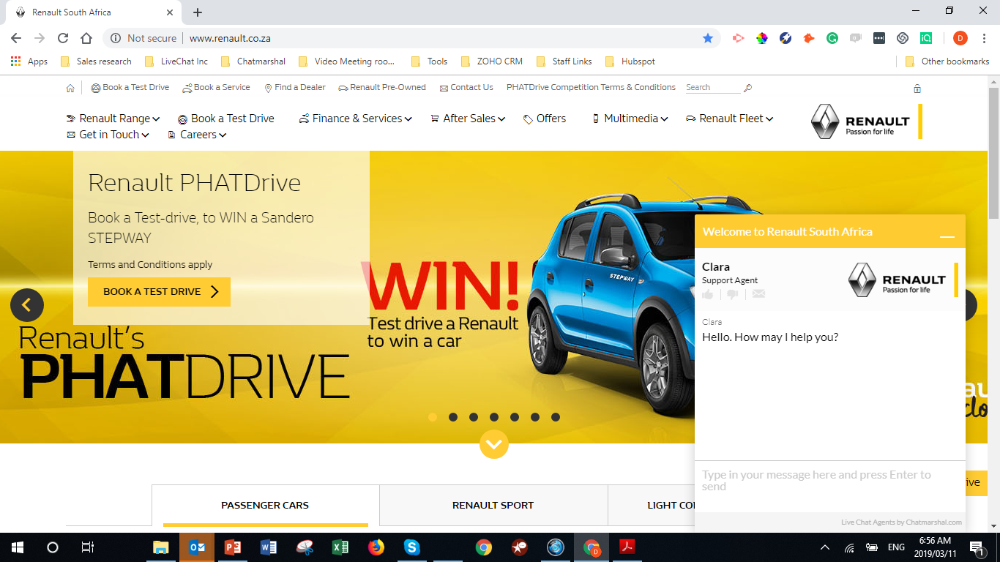 Renault South Africa
Not secure www.renault.co.za
D
Apps Sales research LiveChat Inc Chatmarshal Video Meeting roo... Tools ZOHO CRM Staff Links Hubspot Other bookmarks
Book a Test Drive Book a Service Find a Dealer Renault Pre-Owned Contact Us PHATDrive Competition Terms & Conditions Search
Renault Range Book a Test Drive Finance & Services After Sales Offers Multimedia Renault Fleet
Get in Touch Careers
RENAULT
Passion for life
Renault PHATDrive
Book a Test-drive, to WIN a Sandero
STEPWAY
Terms and Conditions apply
BOOK A TEST DRIVE
Renault's
PHATDRIVE
WIN!
Test drive a Renault
to win a car
STEPWAY
Welcome to Renault South Africa
Clara
Support Agent
RENAULT
Passion for life
Clara
Hello. How may I help you?
Type in your message here and press Enter to
send
Live Chat Agents by Chatmarshal.com
au
clo
ive
PASSENGER CARS RENAULT SPORT LIGHT CO
ENG
6:56 AM
2019/03/11
1